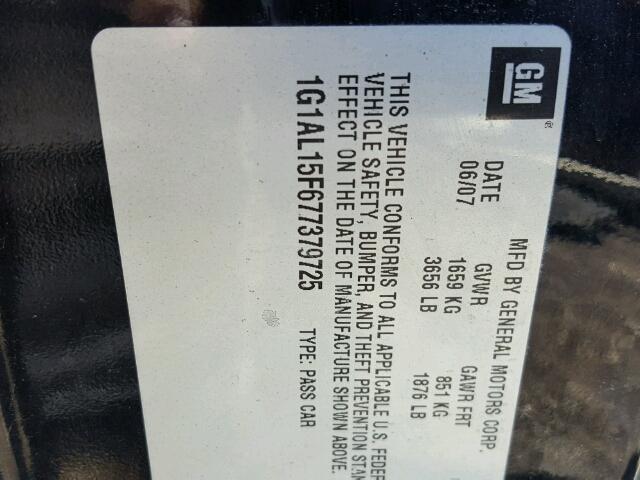 GM
MFD BY GENERAL MOTORS CORP.
DATE GVWR GAWR FRT
06/07 1659 KG 851 KG
3656 LB 1876 LB
THIS VEHICLE CONFORMS TO ALL APPLICABLE U.S. FEDER
VEHICLE SAFETY, BUMPER, AND THEFT PREVENTION STAN
EFFECT ON THE DATE OF MANUFACTURE SHOWN ABOVE.
1G1AL15F677379725 TYPE: PASS CAR